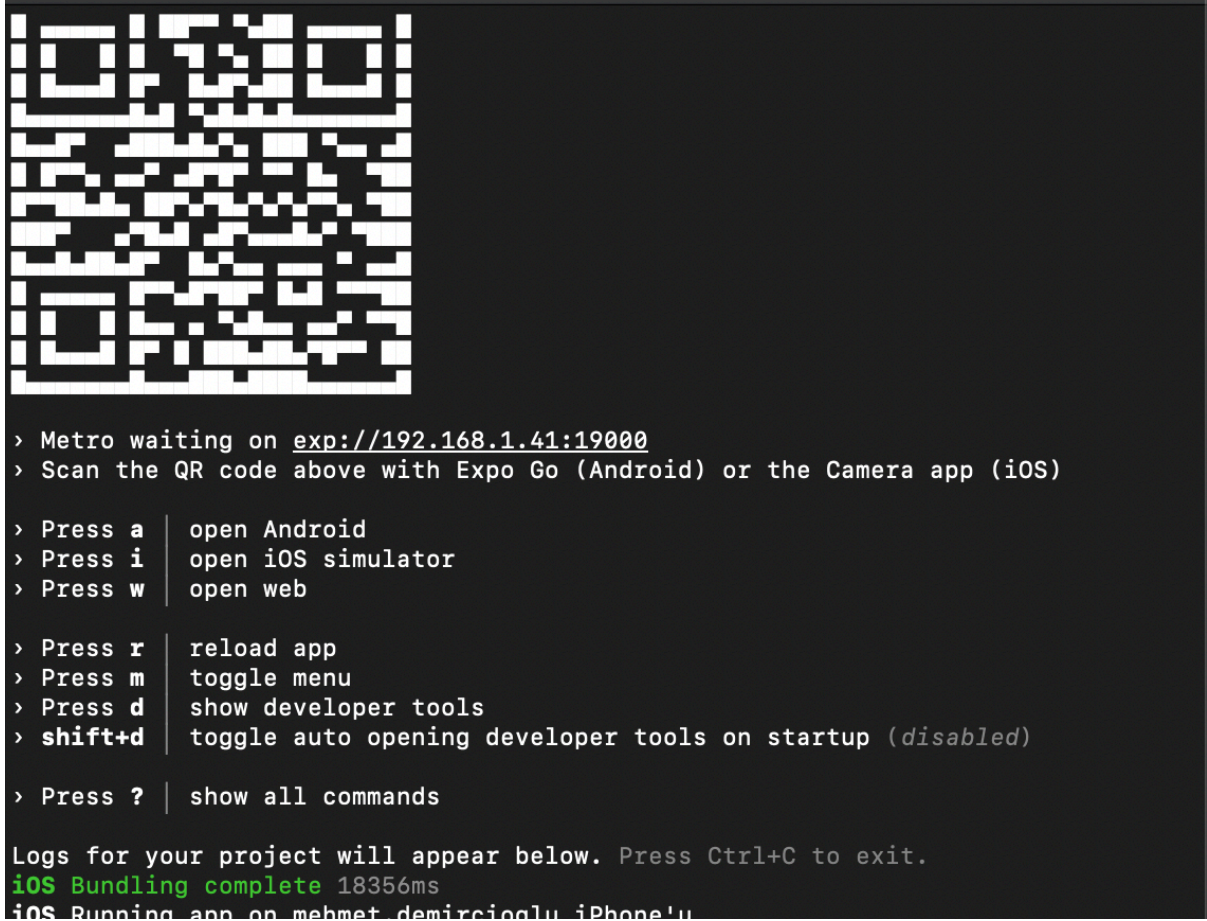 › Metro waiting on exp://192.168.1.41:19000
› Scan the QR code above with Expo Go (Android) or the Camera app (iOS)
› Press a │ open Android
› Press i │ open iOS simulator
› Press w │ open web
› Press r │ reload app
› Press m │ toggle menu
› Press d │ show developer tools
› shift+d │ toggle auto opening developer tools on startup (disabled)
› Press ? │ show all commands
Logs for your project will appear below. Press Ctrl+C to exit.
iOS Bundling complete 18356ms
iOS Running app on mehmet.demircioglu iPhone'u